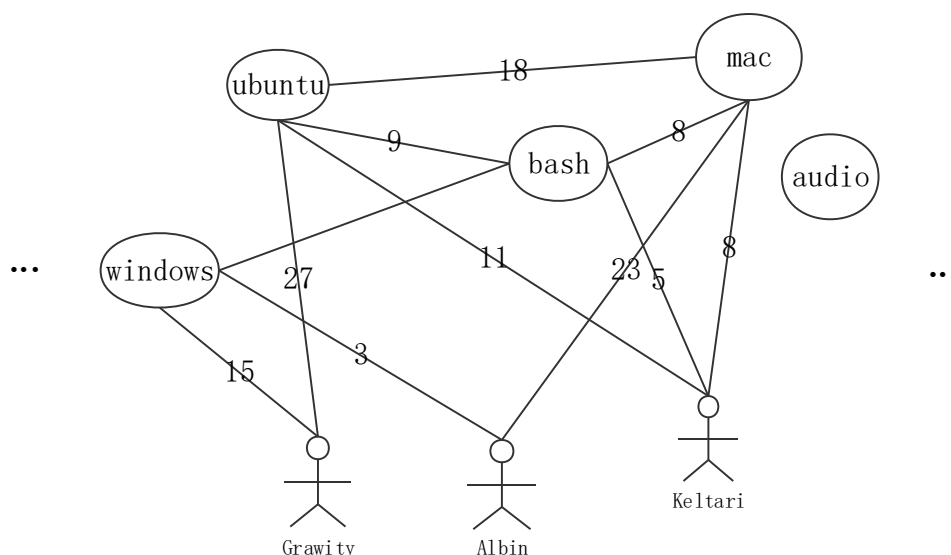 mac
ubuntu
18
9
8
bash
audio
...
windows
27
11
23
5
8
..
15
3
Keltari
Grawity
Albin